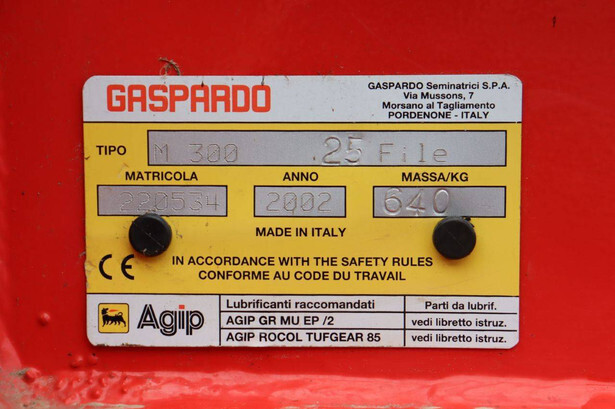 GASPARDO
GASPARDO Seminatrici S.P.A.
Via Mussons, 7
Morsano al Tagliamento
PORDENONE - ITALY
TIPO M 300 25 File
MATRICOLA ANNO MASSA/KG
220534 2002 640
MADE IN ITALY
CE IN ACCORDANCE WITH THE SAFETY RULES
CONFORME AU CODE DU TRAVAIL
Agip
Lubrificanti raccomandati Parti da lubrif.
AGIP GR MU EP /2 vedi libretto istruz.
AGIP ROCOL TUFGEAR 85 vedi libretto istruz.